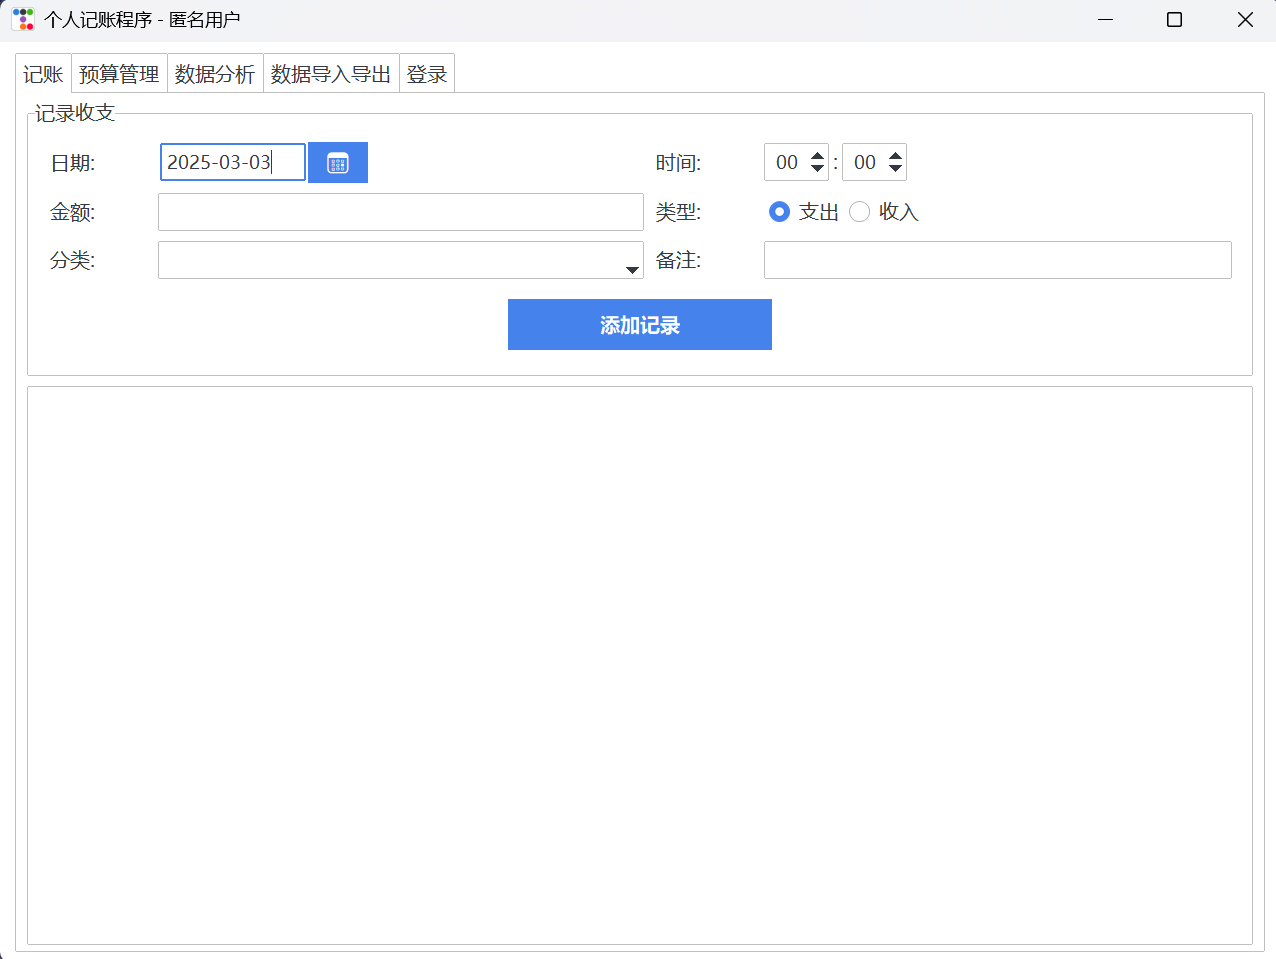 个人记账程序 - 匿名用户
记账 预算管理 数据分析 数据导入导出 登录
记录收支
日期: 2025-03-03 时间: 00 : 00
金额: 类型: 支出 收入
分类: 备注:
添加记录